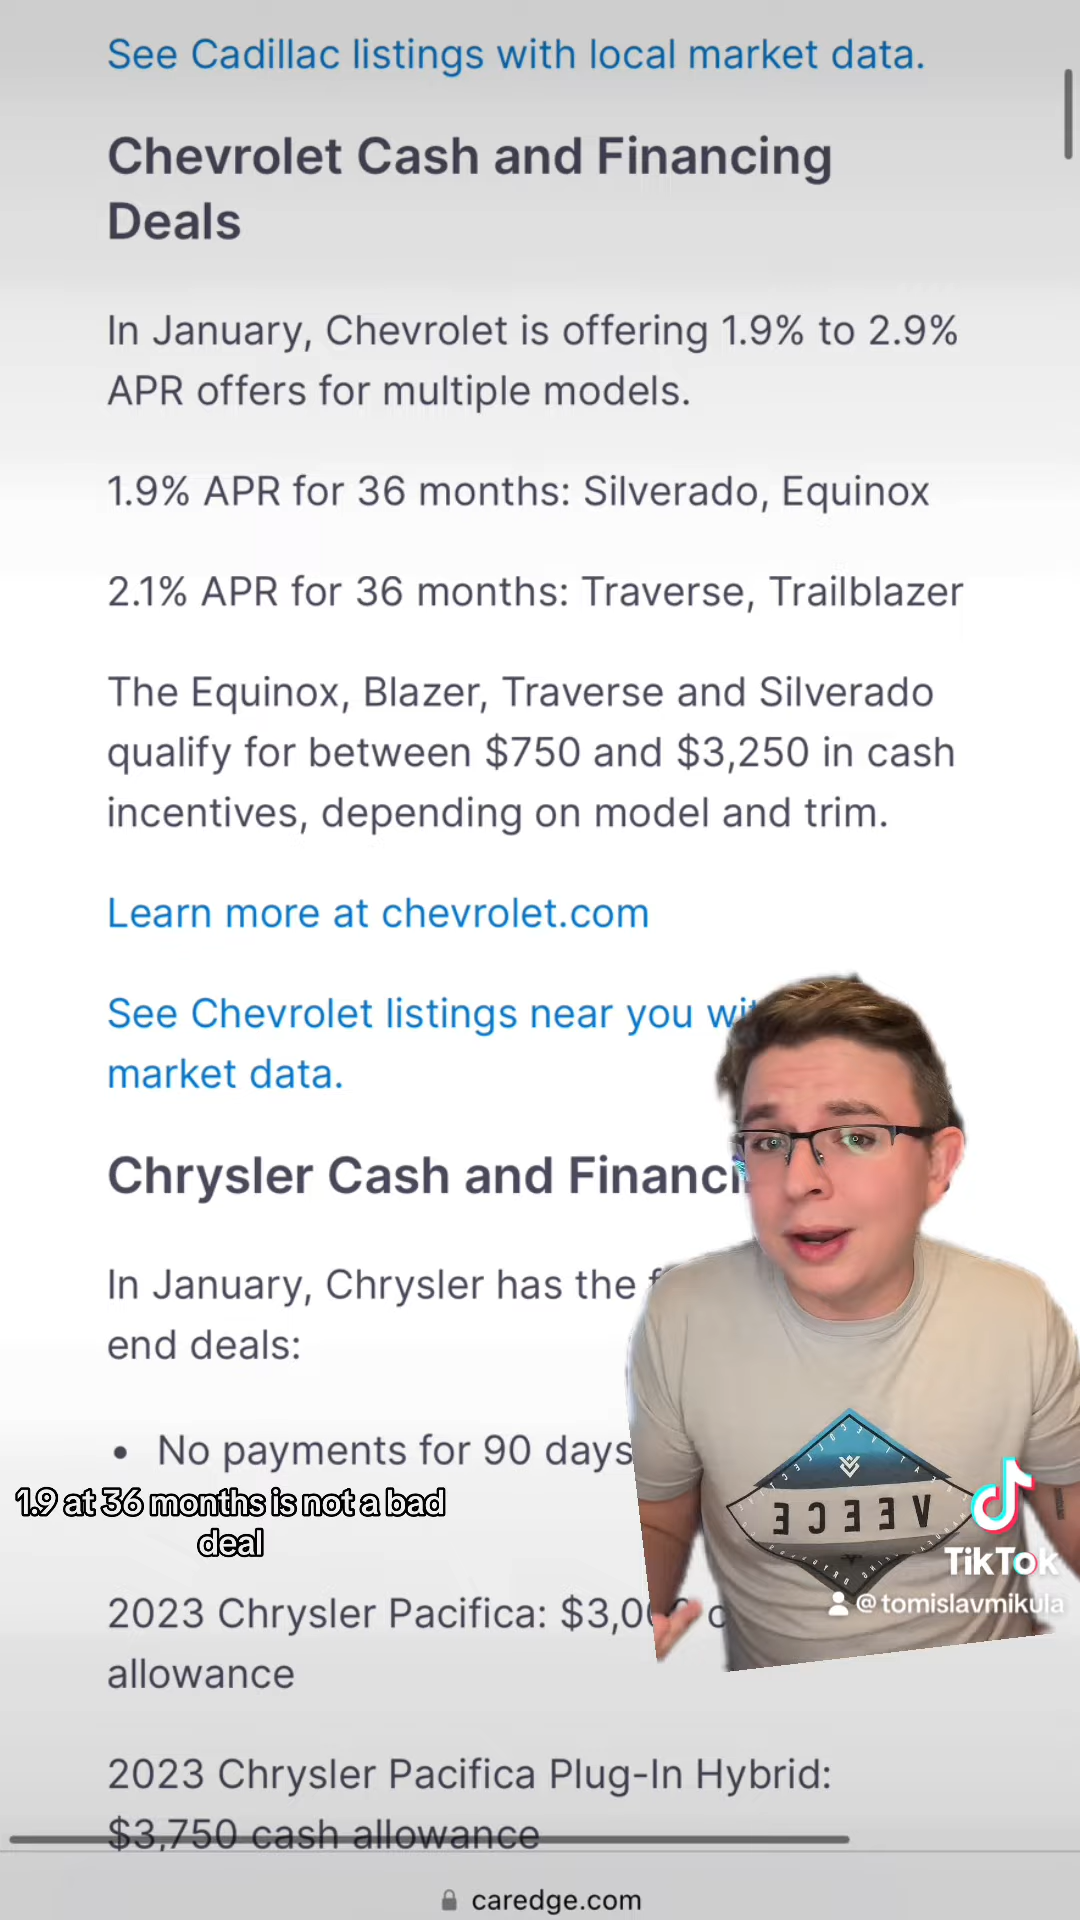 See Cadillac listings with local market data.
Chevrolet Cash and Financing
Deals
In January, Chevrolet is offering 1.9% to 2.9%
APR offers for multiple models.
1.9% APR for 36 months: Silverado, Equinox
2.1% APR for 36 months: Traverse, Trailblazer
The Equinox, Blazer, Traverse and Silverado
qualify for between $750 and $3,250 in cash
incentives, depending on model and trim.
Learn more at chevrolet.com
See Chevrolet listings near you
market data.
Chrysler Cash and
In January, Chrysler has the
end deals:
• No payments for 90 days
1.9 at 36 months is not a bad
deal
2023 Chrysler Pacifica:
allowance
2023 Chrysler Pacifica Plug-In Hybrid:
$3,750 cash allowance
VEECE
TikTok
@tomislavmikula
caredge.com